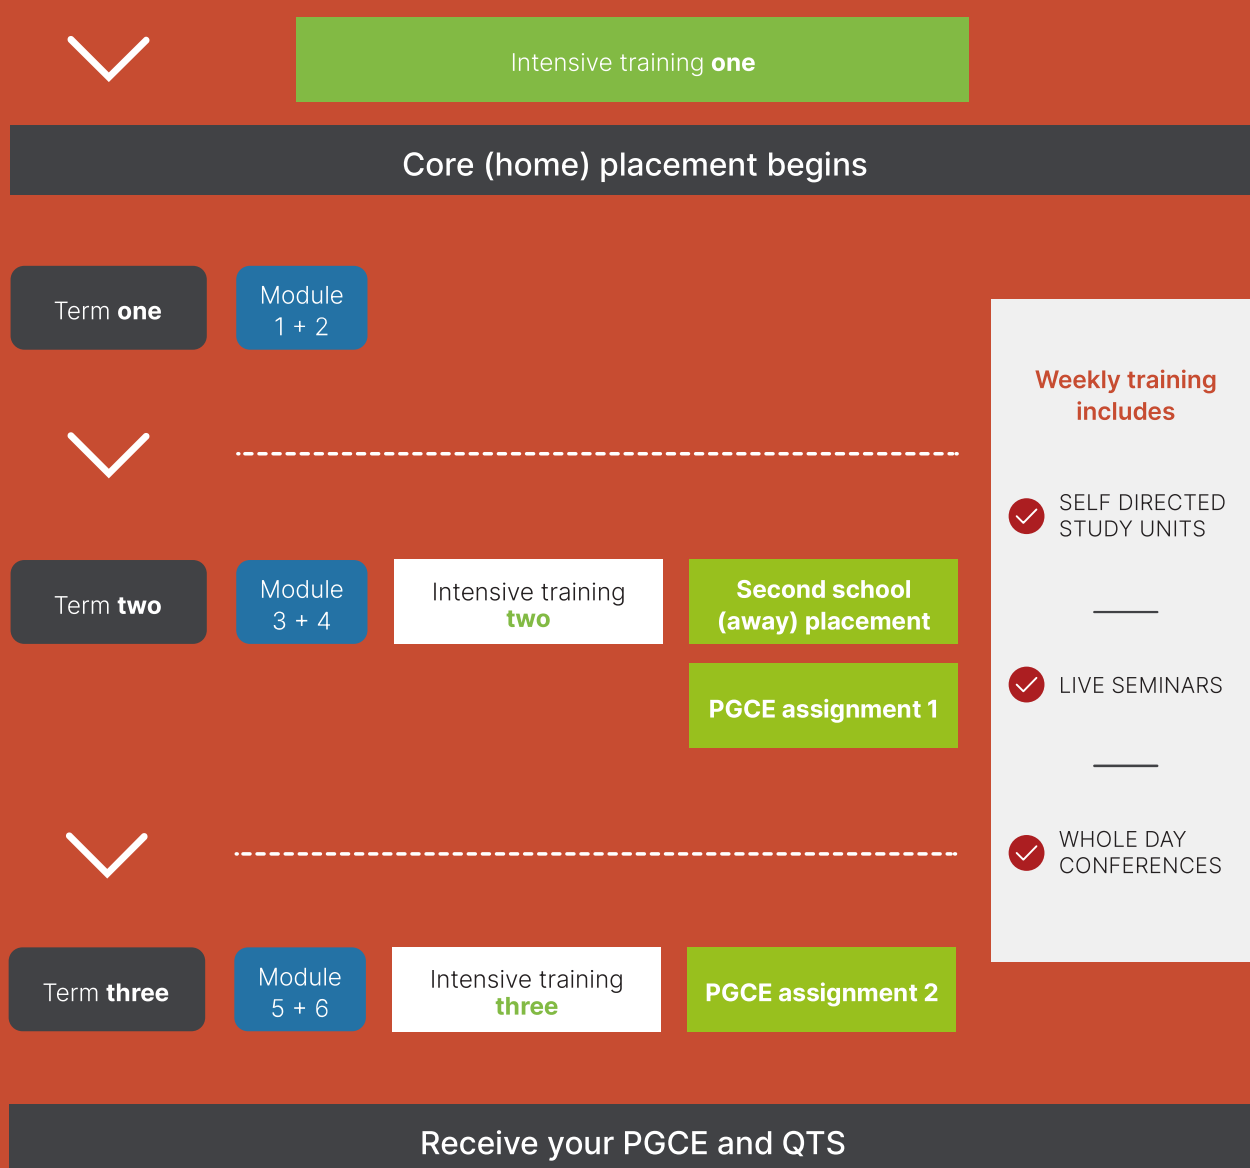 Intensive training one
Core (home) placement begins
Term one
Module
1 + 2
Weekly training
includes
SELF DIRECTED
STUDY UNITS
LIVE SEMINARS
WHOLE DAY
CONFERENCES
Term two
Module
3 + 4
Intensive training
two
Second school
(away) placement
PGCE assignment 1
Term three
Module
5 + 6
Intensive training
three
PGCE assignment 2
Receive your PGCE and QTS